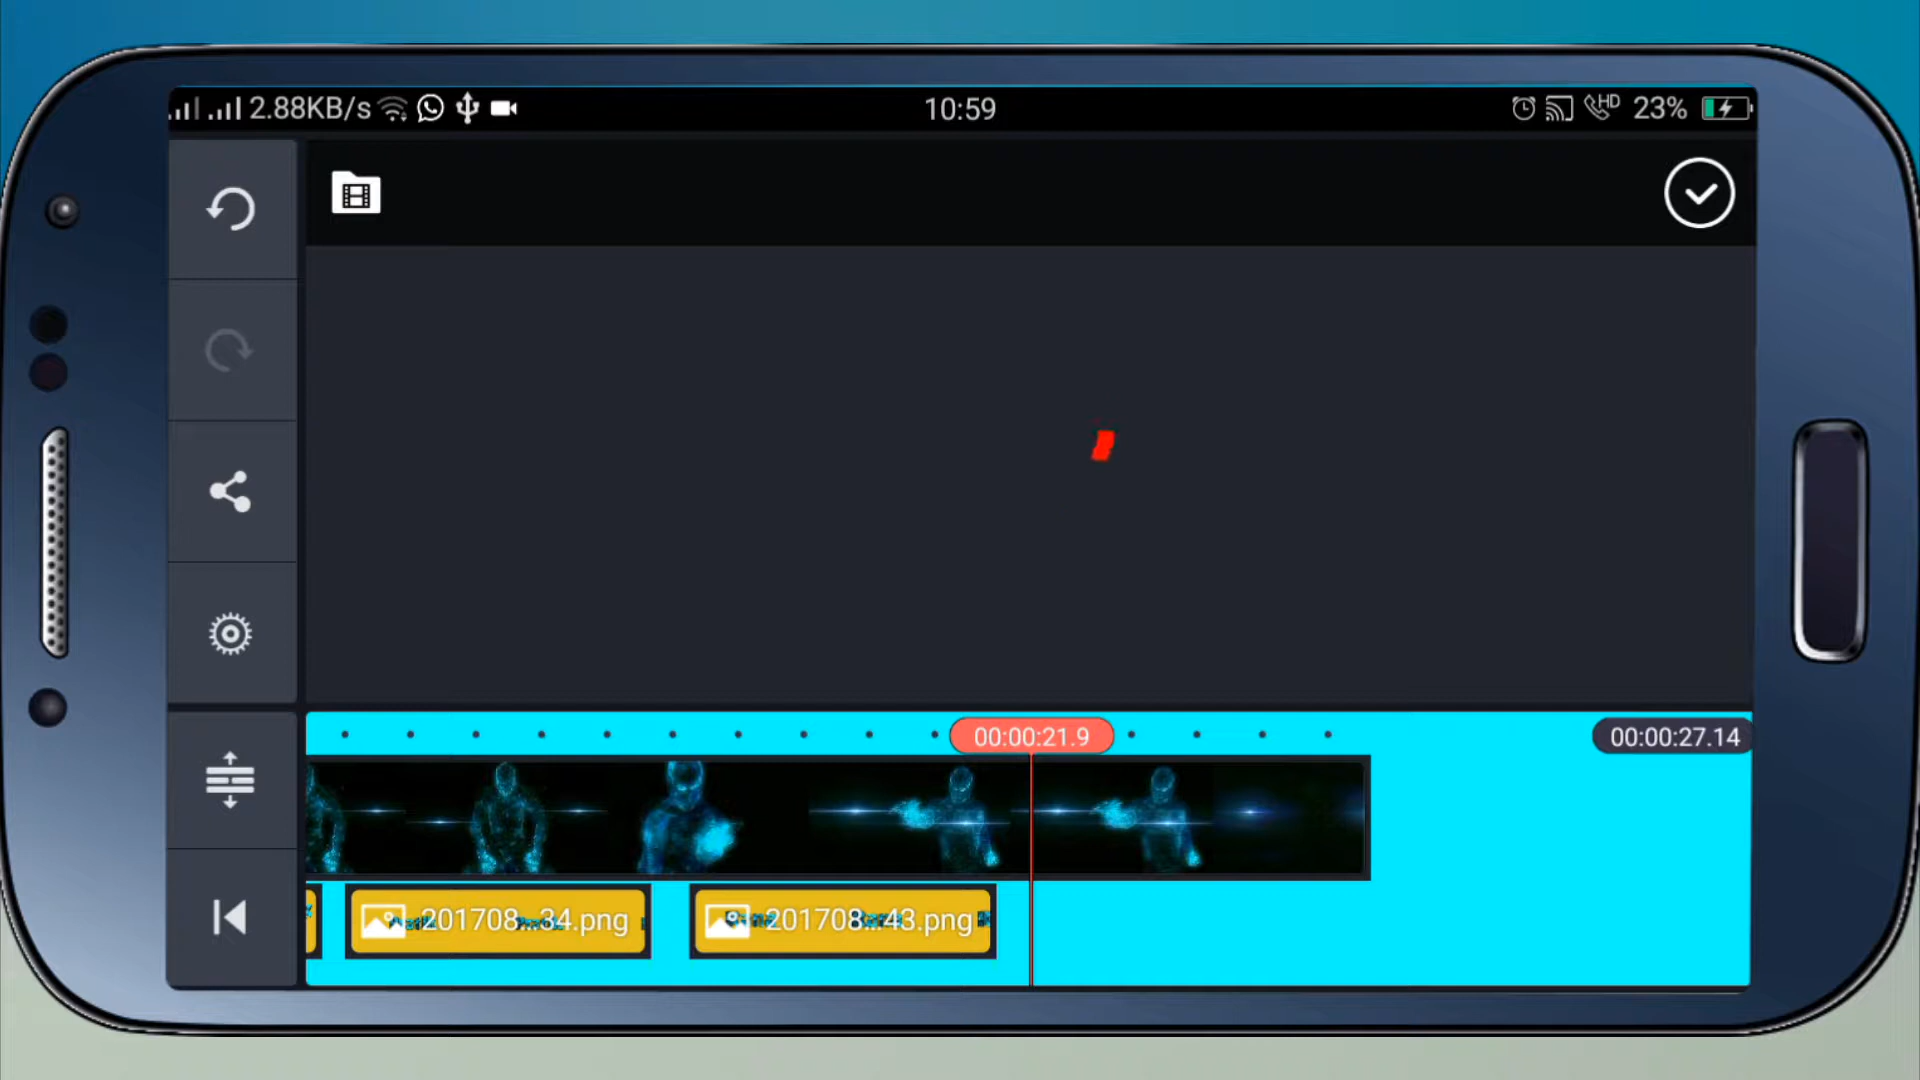 2.88KB/s
10:59
HD
23%
00:00:21.9
00:00:27.14
201708...34.png
201708...43.png